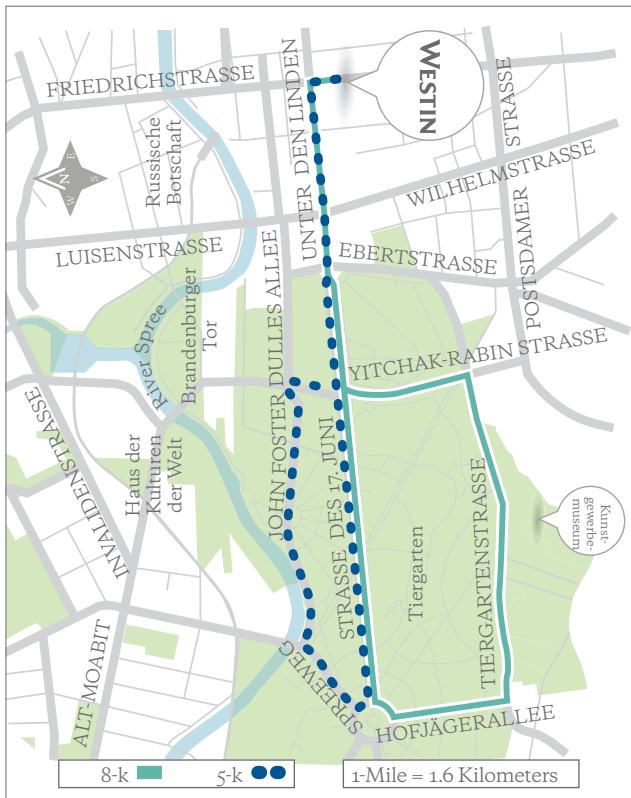 WESTIN
STRASSE
FRIEDRICHSTRASSE
UNTER DEN LINDEN
WILHELMSTRASSE
Russische
Botschaft
E
N
S
W
LUISENSTRASSE
EBERTSTRASSE
POSTSDAMER
Brandenburger
Tor
River Spree
YITCHAK-RABIN STRASSE
JOHN FOSTER DULLES ALLEE
STRASSE DES 17. JUNI
Haus der
Kulturen
der Welt
INVALIDENSTRASSE
Tiergarten
TIERGARTENSTRASSE
Kunst-
gewerbe-
museum
SPREEWEG
ALT-MOABIT
HOFJÄGERALLEE
8-k
5-k
1-Mile = 1.6 Kilometers